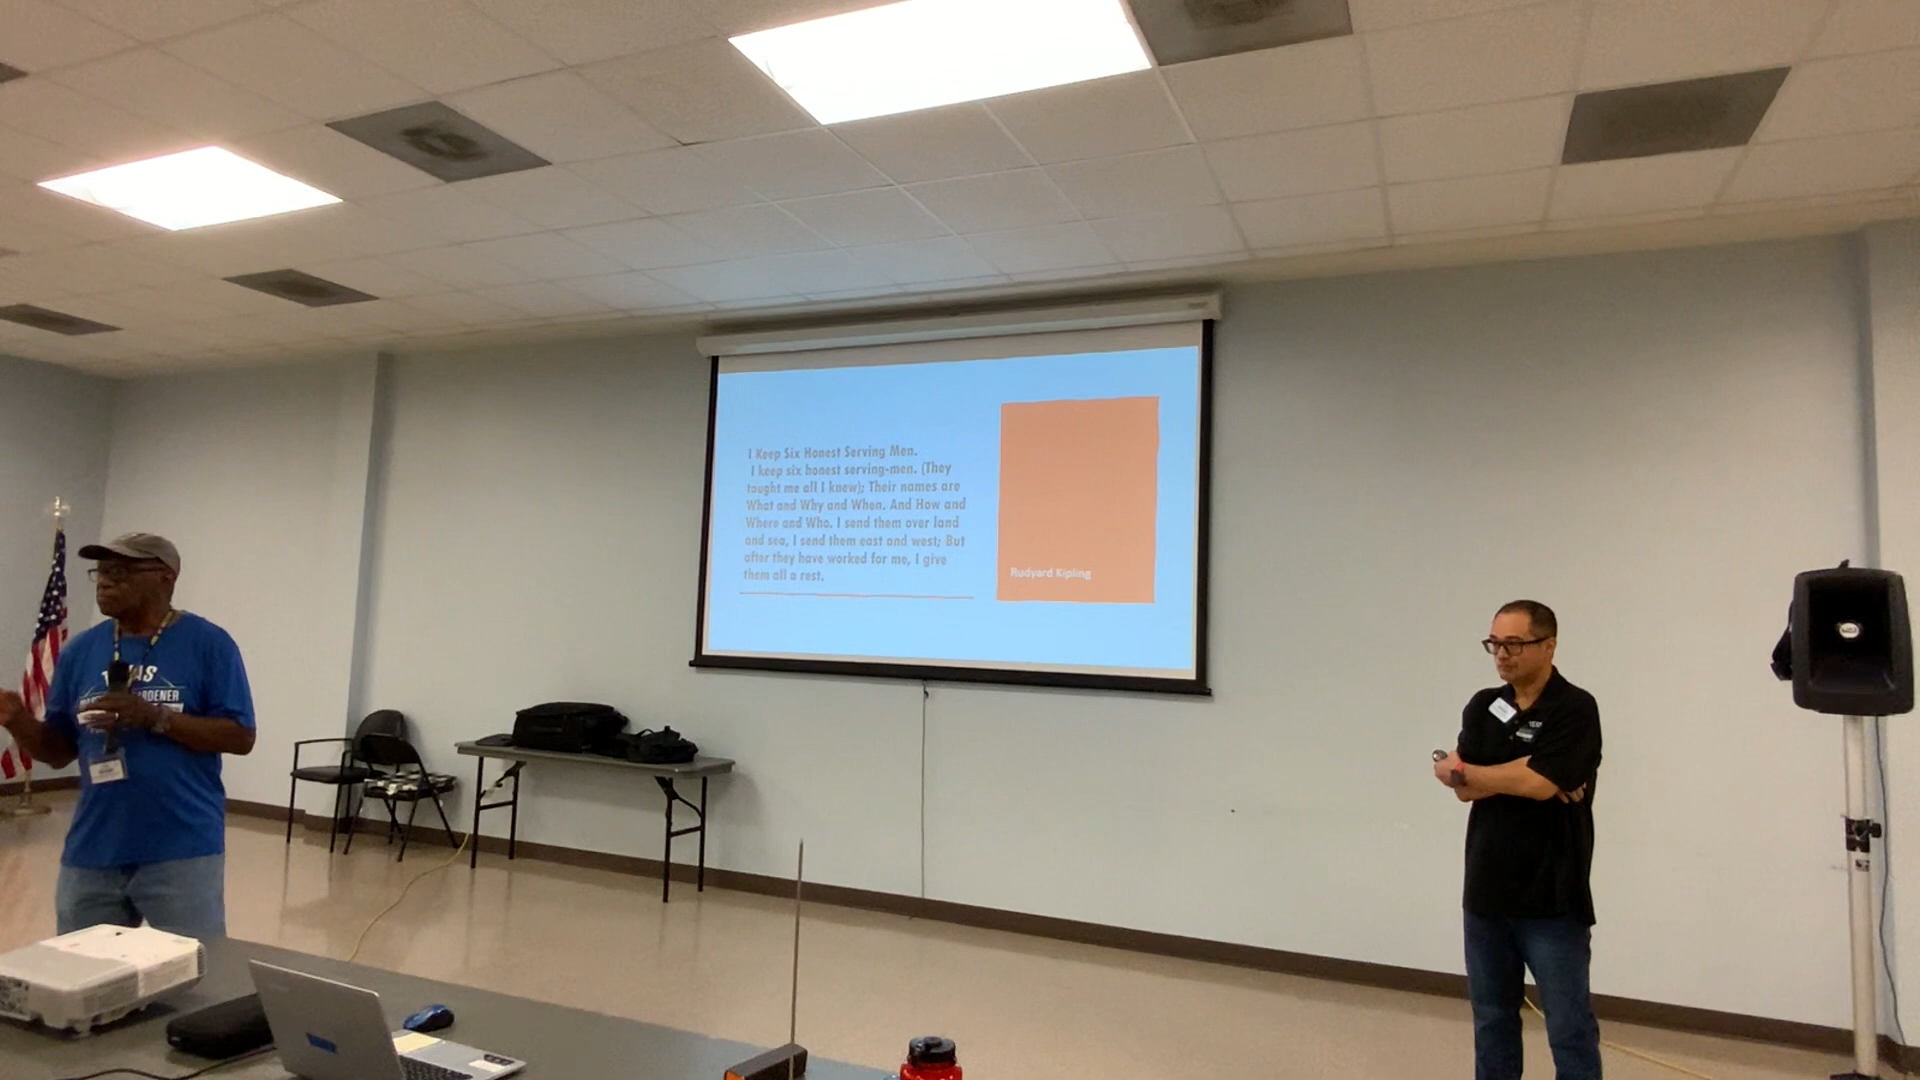 I Keep Six Honest Serving Men.
I keep six honest serving-men. (They
taught me all I knew); Their names are
What and Why and When. And How and
Where and Who. I send them over land
and sea, I send them east and west; But
after they have worked for me, I give
them all a rest.
Rudyard Kipling